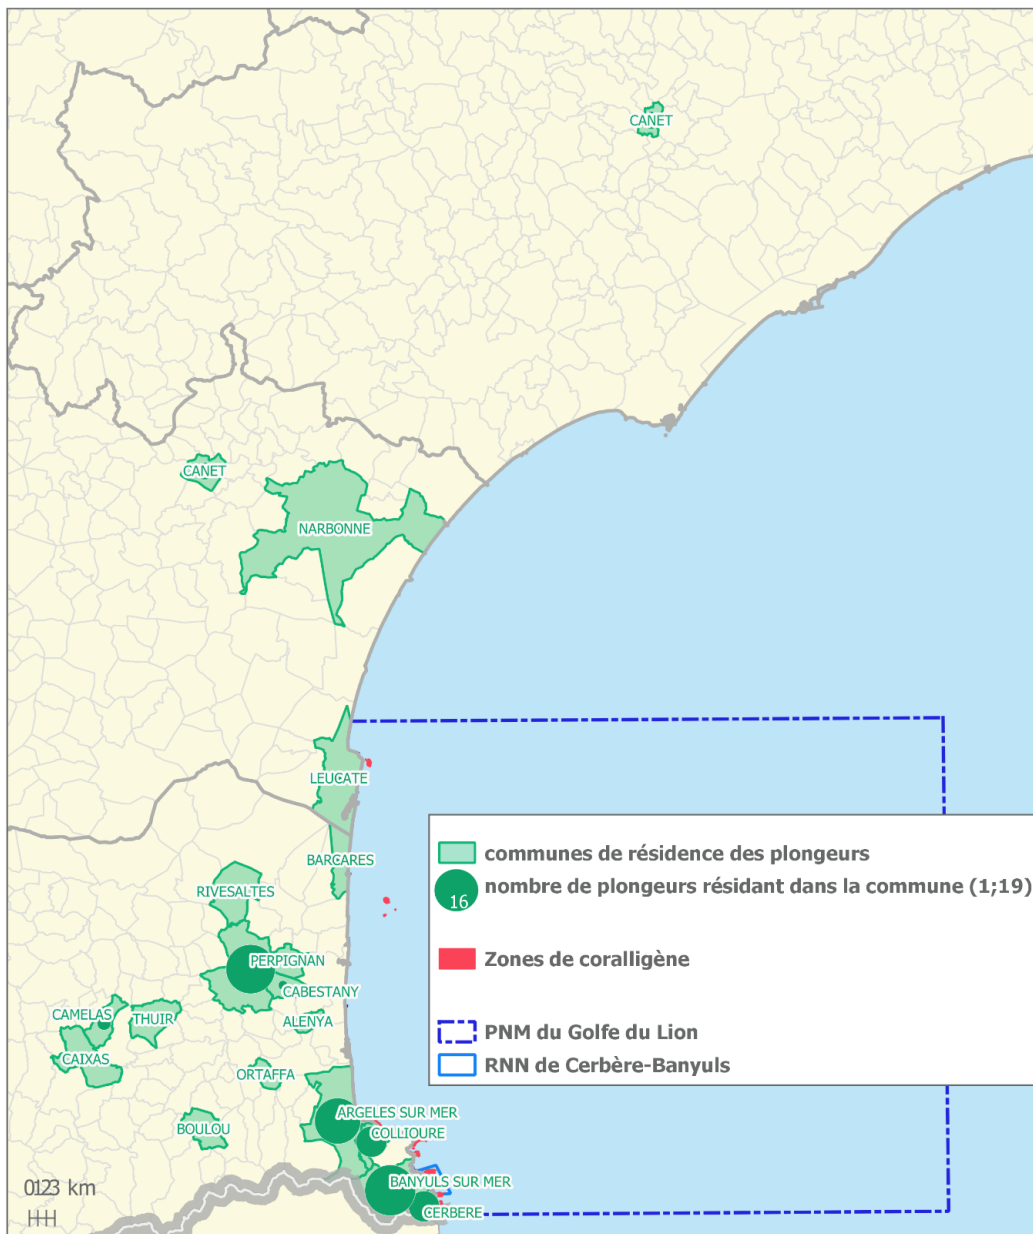 CANET
CANET
NARBONNE
LEUCATE
BARCARES
RIVESALTES
PERPIGNAN
CABESTANY
CAMELAS
THUIR
ALENYA
CAIXAS
ORTAFFA
ARGELES SUR MER
BOULOU
COLLIOURE
BANYULS SUR MER
CERBERE
communes de résidence des plongeurs
16
nombre de plongeurs résidant dans la commune (1;19)
Zones de coralligène
PNM du Golfe du Lion
RNN de Cerbère-Banyuls
0123 km